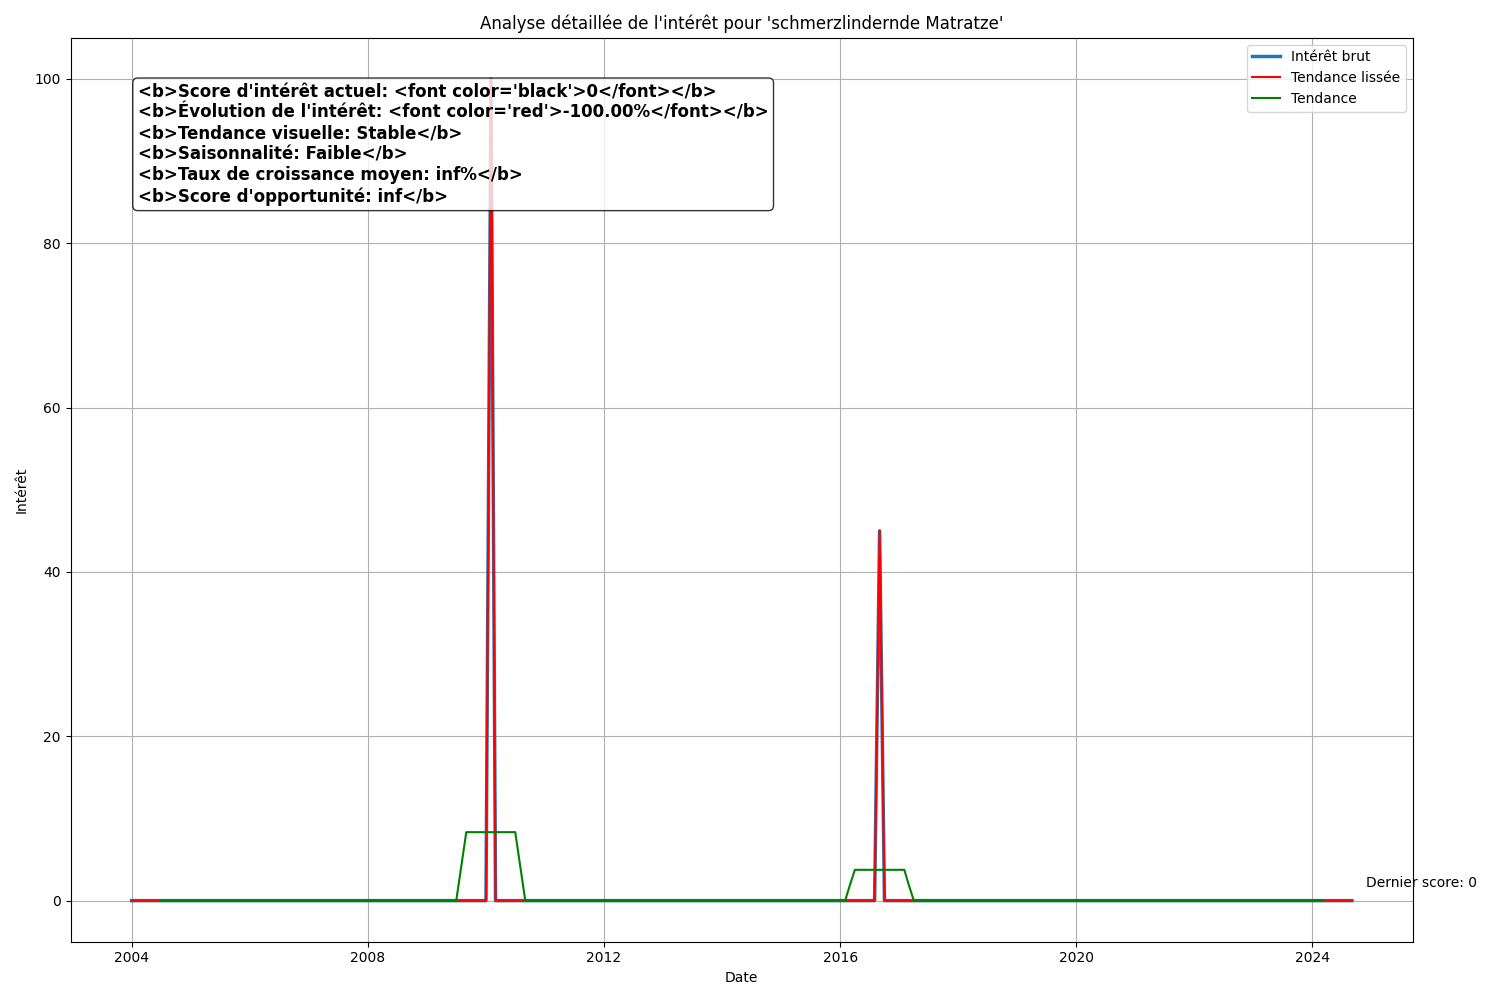 Analyse détaillée de l'intérêt pour 'schmerzlindernde Matratze'
Intérêt brut
Tendance lissée
Tendance
<b>Score d'intérêt actuel: <font color='black'>0</font></b>
<b>Évolution de l'intérêt: <font color='red'>-100.00%</font></b>
<b>Tendance visuelle: Stable</b>
<b>Saisonnalité: Faible</b>
<b>Taux de croissance moyen: inf%</b>
<b>Score d'opportunité: inf</b>
100
80
60
40
20
0
Intérêt
Dernier score: 0
2004 2008 2012 2016 2020 2024
Date